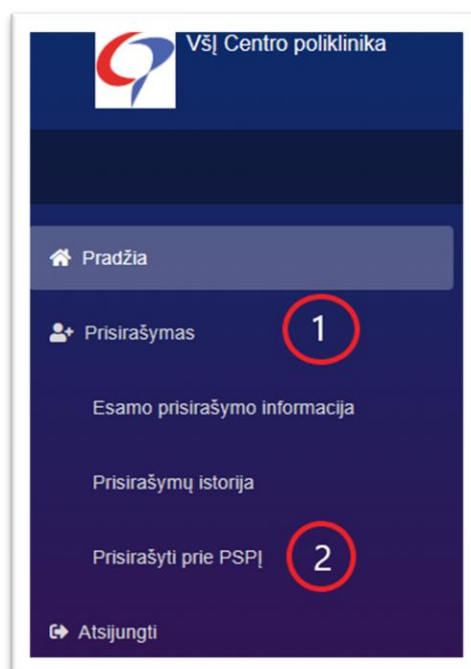 VšĮ Centro poliklinika
Pradžia
Prisirašymas
1
Esamo prisirašymo informacija
Prisirašymų istorija
Prisirašyti prie PSPĮ
2
Atsijungti